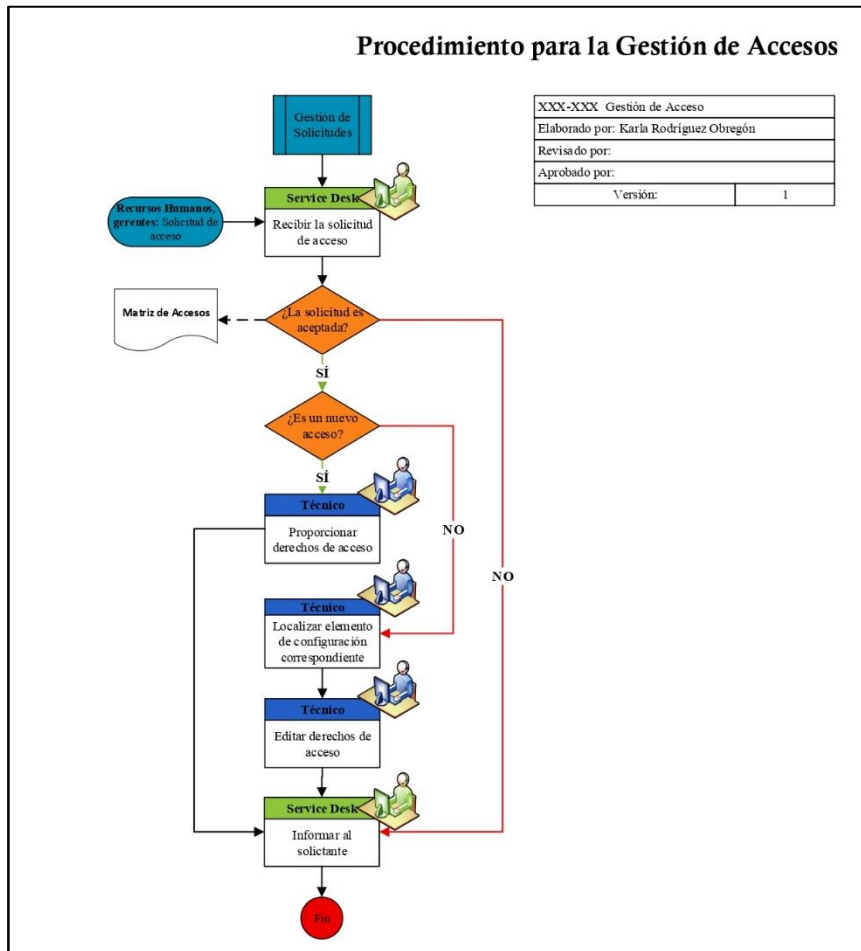 Procedimiento para la Gestión de Accesos
XXX-XXX Gestión de Acceso
Elaborado por: Karla Rodríguez Obregón
Revisado por:
Aprobado por:
Versión: 1
Gestión de
Solicitudes
Service Desk
Recibir la solicitud
de acceso
Recursos Humanos,
gerentes: Solicitud de
acceso
¿La solicitud es
aceptada?
Matriz de Accesos
SÍ
¿Es un nuevo
acceso?
SÍ
Técnico
Proporcionar
derechos de acceso
NO
NO
Técnico
Localizar elemento
de configuración
correspondiente
Técnico
Editar derechos de
acceso
Service Desk
Informar al
solictante
Fin